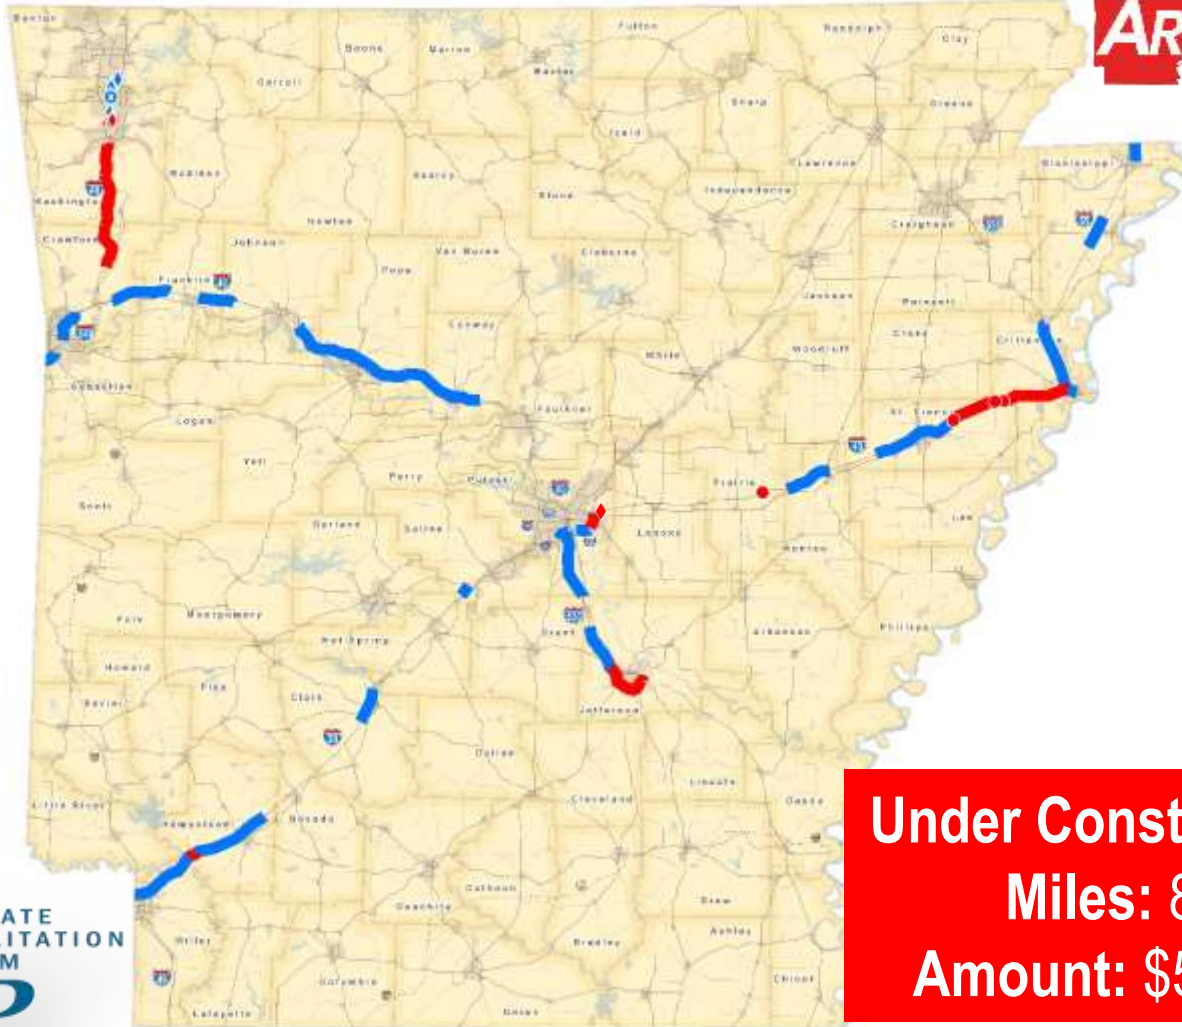 Benton
Boone
Marion
Fulton
Randolph
Clay
AR
Carroll
Baxter
Sharp
Greene
Izard
Lawrence
Mississippi
Madison
Searcy
Stone
Independence
Washington
Craighead
Newton
Crawford
Johnson
Van Buren
Cleburne
Pope
Franklin
Jackson
Poinsett
Conway
Cross
Crittenden
White
Woodruff
Sebastian
Faulkner
St. Francis
Logan
Yell
Perry
Pulaski
Prairie
Scott
Garland
Saline
Lonoke
Lee
Monroe
Polk
Montgomery
Hot Spring
Grant
Arkansas
Phillips
Howard
Pike
Clark
Sevier
Jefferson
Dallas
Lincoln
Little River
Hempstead
Nevada
Cleveland
Desha
Under Const
Miles: 8
Calhoun
Ouachita
Drew
ATE
ITATION
M
Miller
Bradley
Ashley
Amount: $5
Columbia
Chicot
Lafayette
Union